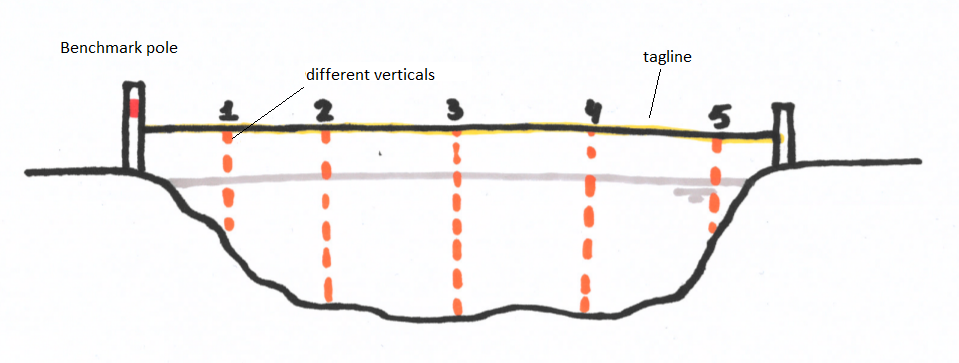 Benchmark pole
tagline
different verticals
1 2 3 4 5